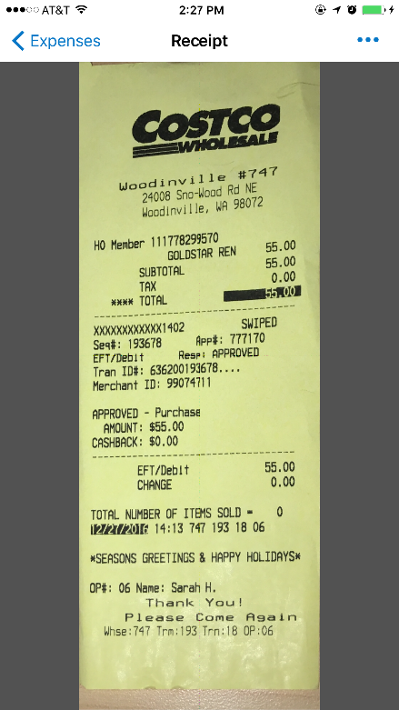 AT&T 2:27 PM
Expenses Receipt
COSTCO
WHOLESALE
Woodinville #747
24008 Sno-Wood Rd NE
Woodinville, WA 98072
HO Member 111778299570
GOLDSTAR REN 55.00
SUBTOTAL 55.00
TAX 0.00
**** TOTAL 55.00
XXXXXXXXXXXX1402 SWIPED
Seq#: 193678 App#: 777170
EFT/Debit Resp: APPROVED
Tran ID#: 636200193678....
Merchant ID: 99074711
APPROVED - Purchase
AMOUNT: $55.00
CASHBACK: $0.00
EFT/Debit 55.00
CHANGE 0.00
TOTAL NUMBER OF ITEMS SOLD = 0
12/27/2016 14:13 747 193 18 06
*SEASONS GREETINGS & HAPPY HOLIDAYS*
OP#: 06 Name: Sarah H.
Thank You!
Please Come Again
Whse:747 Trm:193 Trn:18 OP:06